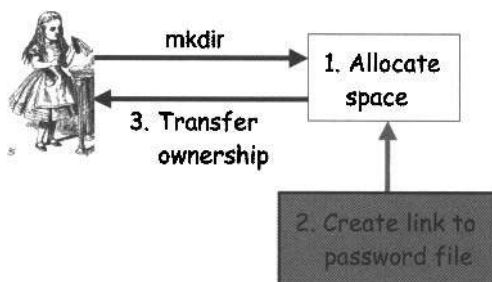 mkdir
1. Allocate
space
3. Transfer
ownership
2. Create link to
password file